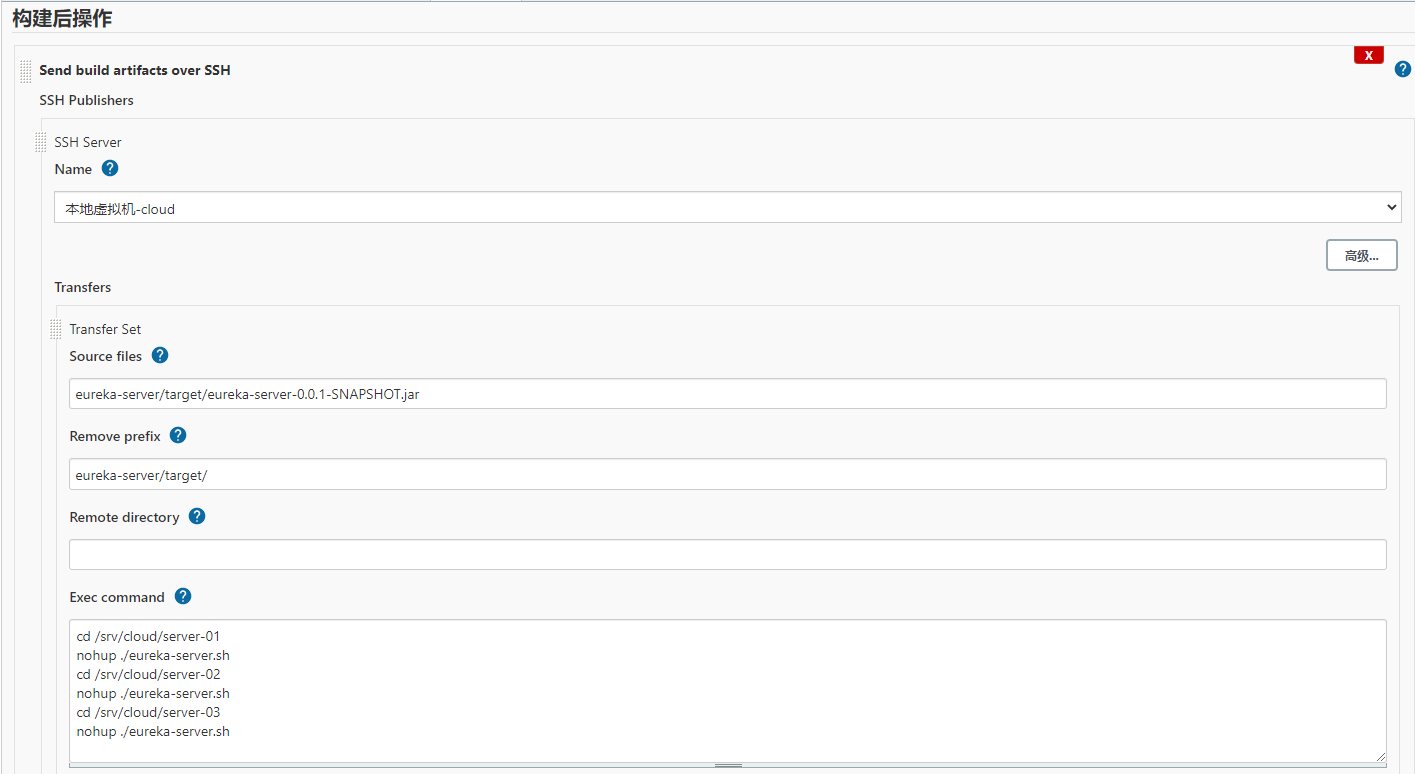 构建后操作
X
?
Send build artifacts over SSH
SSH Publishers
SSH Server
Name ?
本地虚拟机-cloud
高级...
Transfers
Transfer Set
Source files ?
eureka-server/target/eureka-server-0.0.1-SNAPSHOT.jar
Remove prefix ?
eureka-server/target/
Remote directory ?
Exec command ?
cd /srv/cloud/server-01
nohup ./eureka-server.sh
cd /srv/cloud/server-02
nohup ./eureka-server.sh
cd /srv/cloud/server-03
nohup ./eureka-server.sh